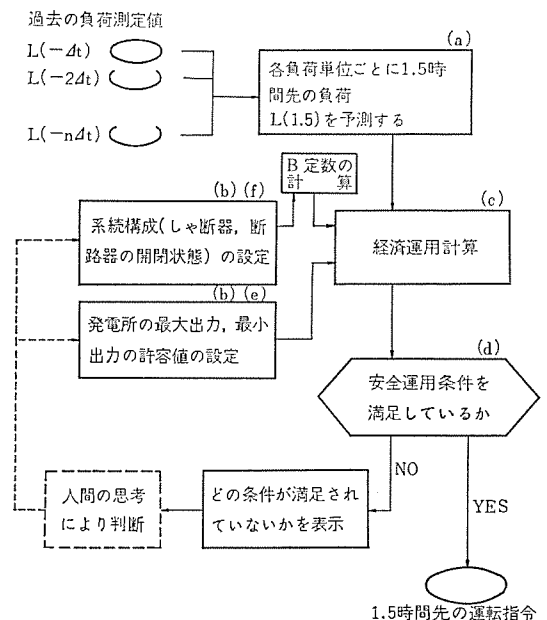 過去の負荷測定値
L(-Δt)
L(-2Δt)
L(-nΔt)
(a)
各負荷単位ごとに1.5時
間先の負荷
L(1.5)を予測する
B定数の
計算
(b) (f)
系統構成(しゃ断器，断
路器の開閉状態)の設定
(c)
経済運用計算
(b) (e)
発電所の最大出力，最小
出力の許容値の設定
(d)
安全運用条件を
満足しているか
NO
YES
どの条件が満足され
ていないかを表示
人間の思考
により判断
1.5時間先の運転指令